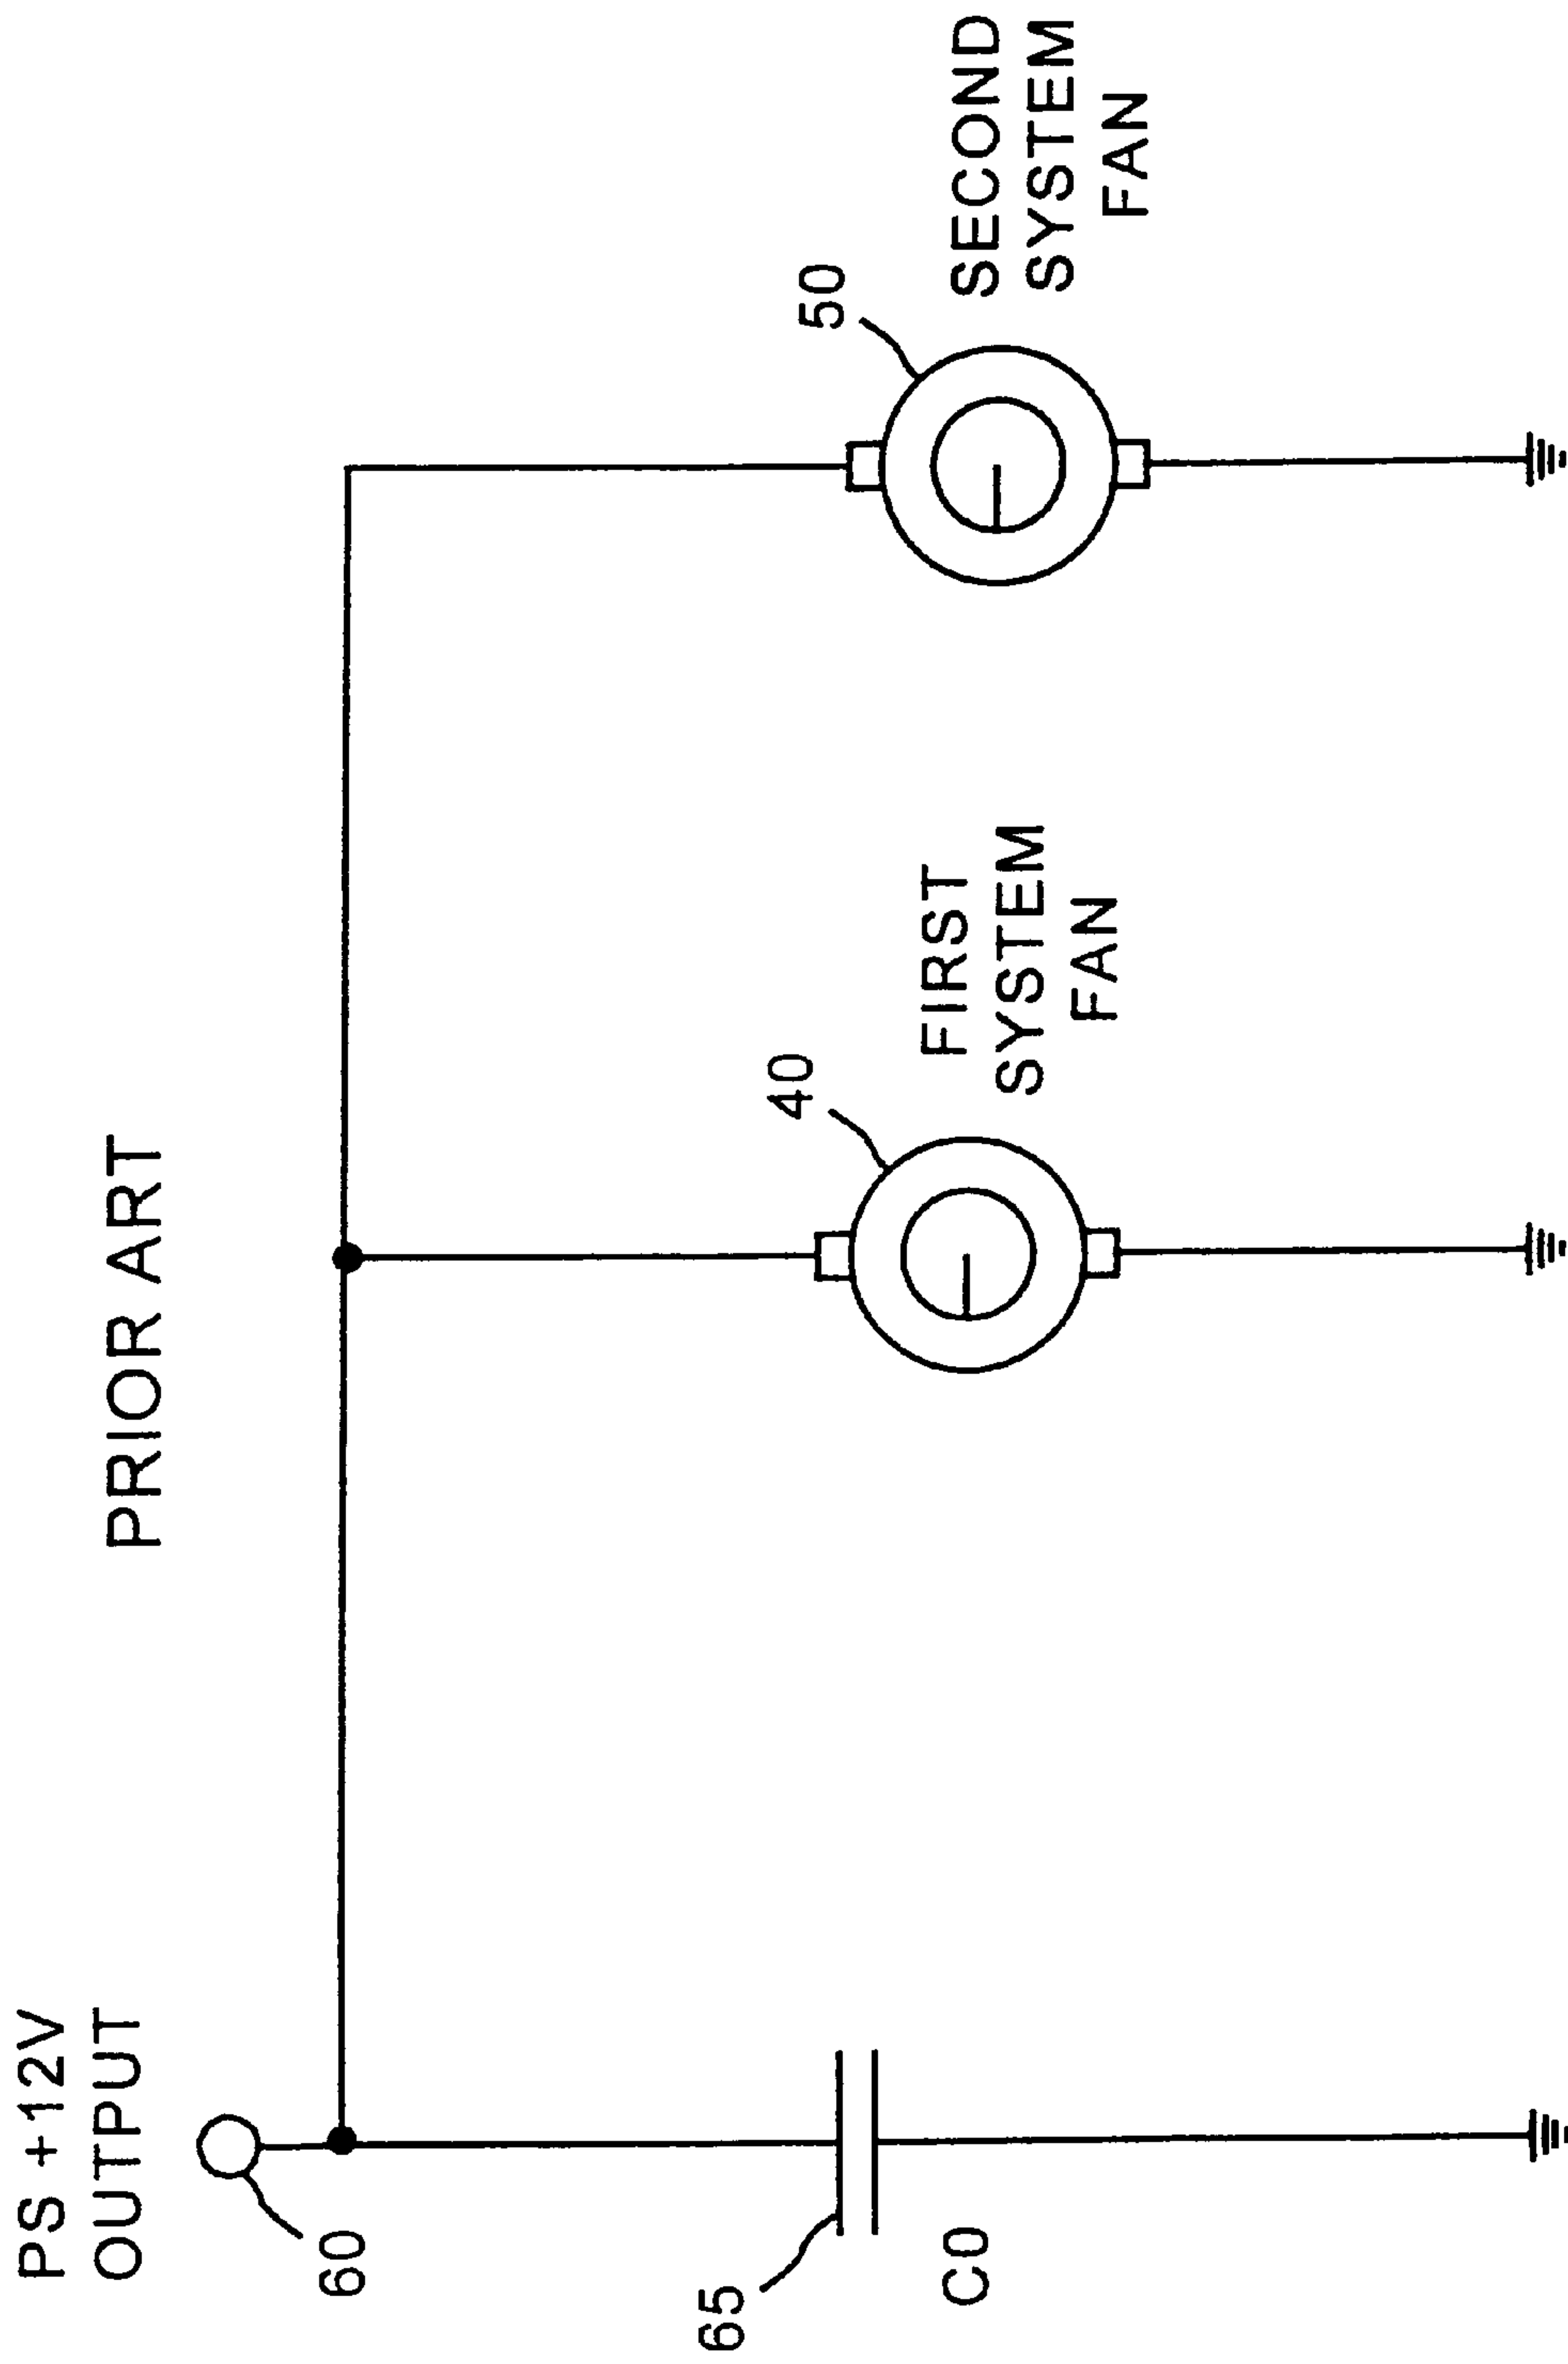 PRIOR ART
PS +12V
OUTPUT
60
65
C0
40
FIRST
SYSTEM
FAN
50
SECOND
SYSTEM
FAN